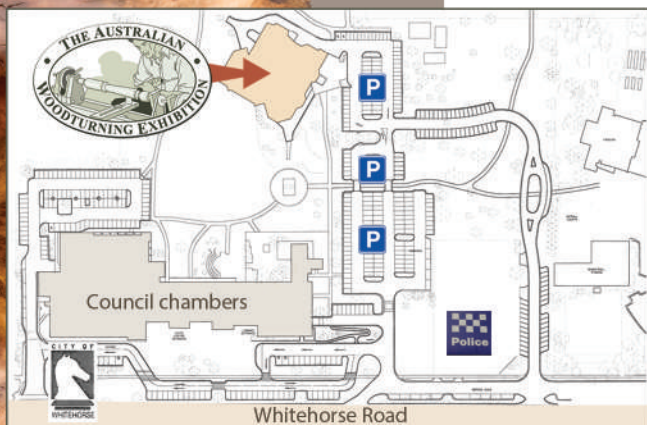 THE AUSTRALIAN
WOODTURNING EXHIBITION
P
P
P
Council chambers
Police
CITY OF
WHITEHORSE
Whitehorse Road